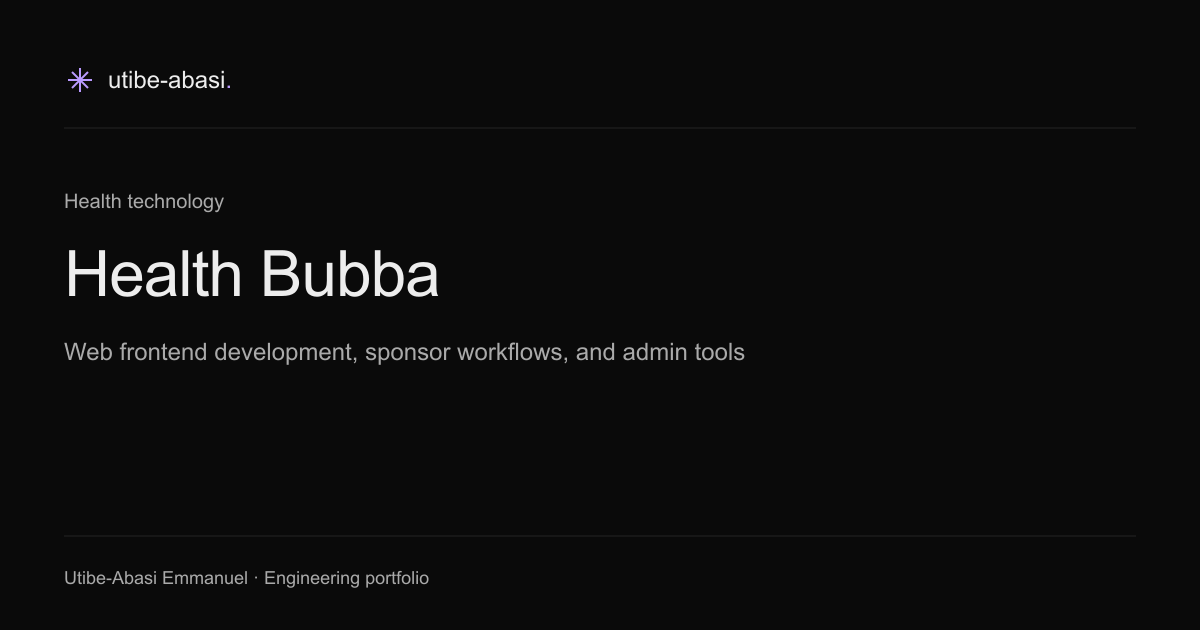 utibe-abasi.
Health technology
Health Bubba
Web frontend development, sponsor workflows, and admin tools
Utibe-Abasi Emmanuel · Engineering portfolio